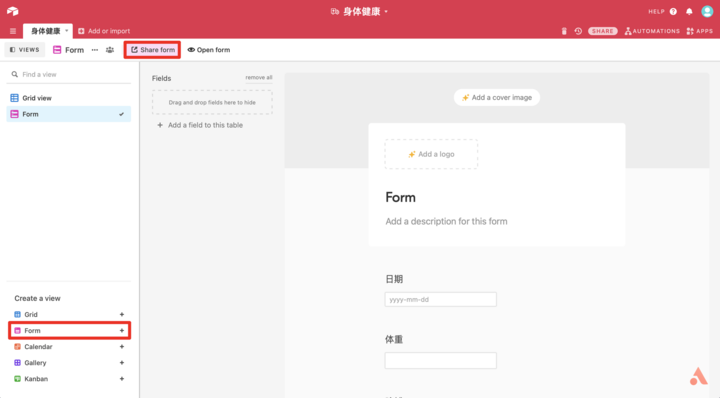 身体健康
HELP
身体健康
Add or import
SHARE
AUTOMATIONS
APPS
VIEWS
Form
Share form
Open form
Find a view
Grid view
Form
Fields
remove all
Drag and drop fields here to hide
Add a field to this table
Add a cover image
Add a logo
Form
Add a description for this form
日期
yyyy-mm-dd
体重
Create a view
Grid
Form
Calendar
Gallery
Kanban